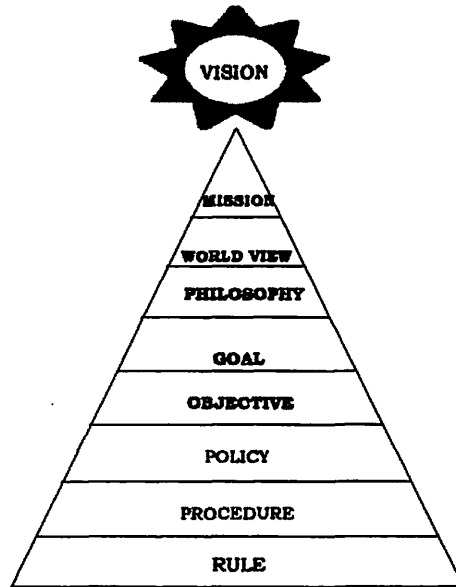 VISION
MISSION
WORLD VIEW
PHILOSOPHY
GOAL
OBJECTIVE
POLICY
PROCEDURE
RULE